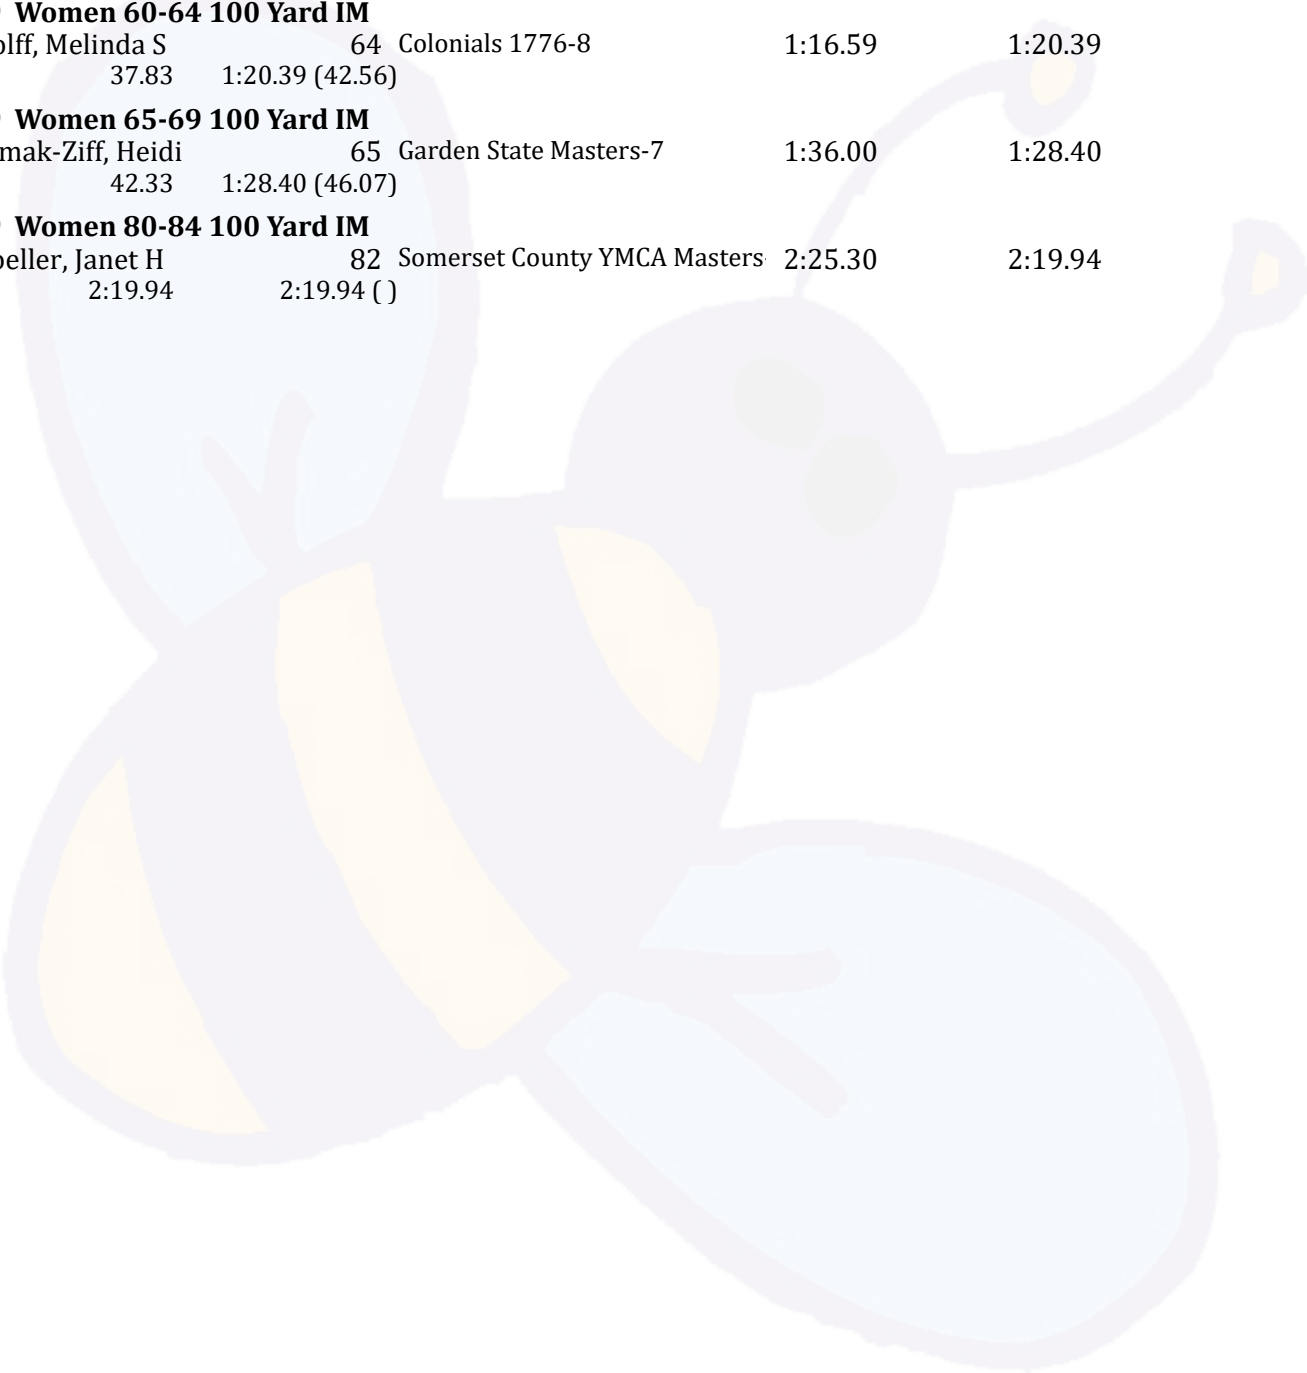 Women 60-64 100 Yard IM
olff, Melinda S 64 Colonials 1776-8 1:16.59 1:20.39
37.83 1:20.39 (42.56)
Women 65-69 100 Yard IM
mak-Ziff, Heidi 65 Garden State Masters-7 1:36.00 1:28.40
42.33 1:28.40 (46.07)
Women 80-84 100 Yard IM
eller, Janet H 82 Somerset County YMCA Masters 2:25.30 2:19.94
2:19.94 2:19.94 ( )